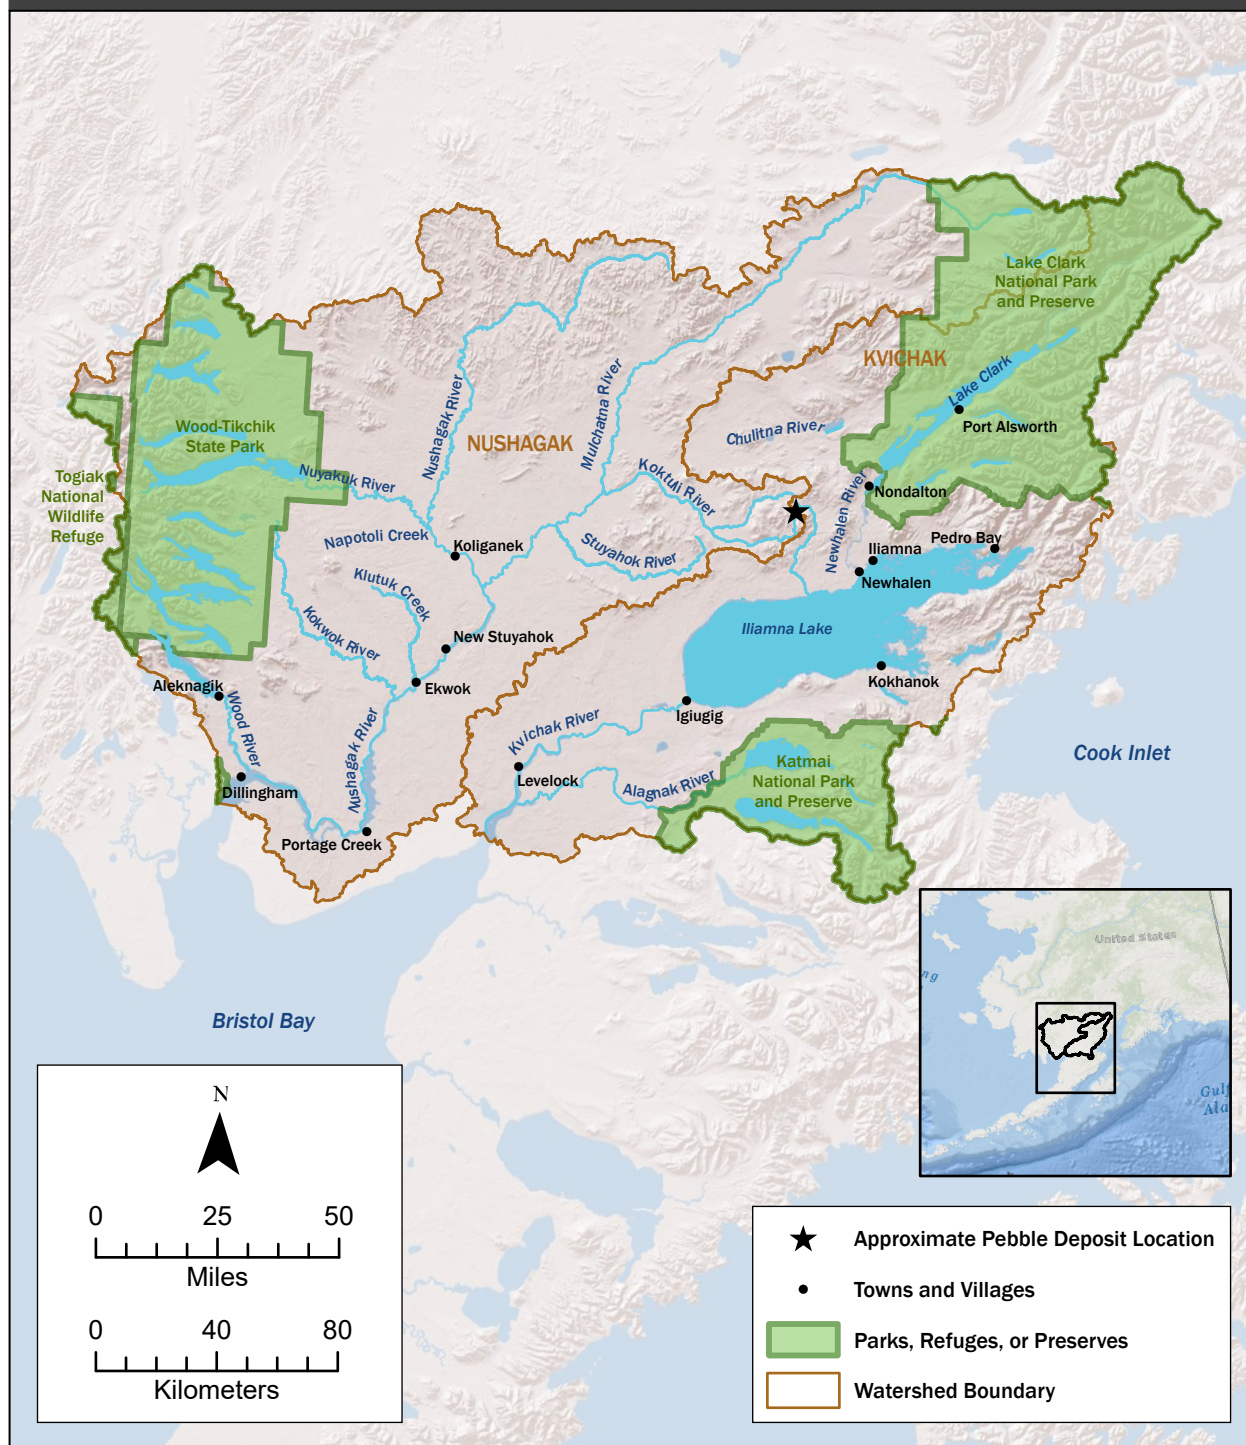 Lake Clark
National Park
and Preserve
KVICHAK
Lake Clark
Port Alsworth
Chulitna River
Nushagak River
Mulchatna River
NUSHAGAK
Wood-Tikchik
State Park
Togiak
National
Wildlife
Refuge
Nuyakuk River
Koktuli River
Newhalen River
Nondalton
Napotoli Creek
Koliganek
Stuyahok River
Iliamna
Pedro Bay
Newhalen
Klutuk Creek
Kokwok River
New Stuyahok
Iliamna Lake
Kokhanok
Aleknagik
Ekwok
Igiugig
Wood River
Nushagak River
Kvichak River
Levelock
Alagnak River
Katmai
National Park
and Preserve
Cook Inlet
Dillingham
Portage Creek
Bristol Bay
United States
ng
Gulf
Ala
N
0 25 50
Miles
0 40 80
Kilometers
Approximate Pebble Deposit Location
Towns and Villages
Parks, Refuges, or Preserves
Watershed Boundary